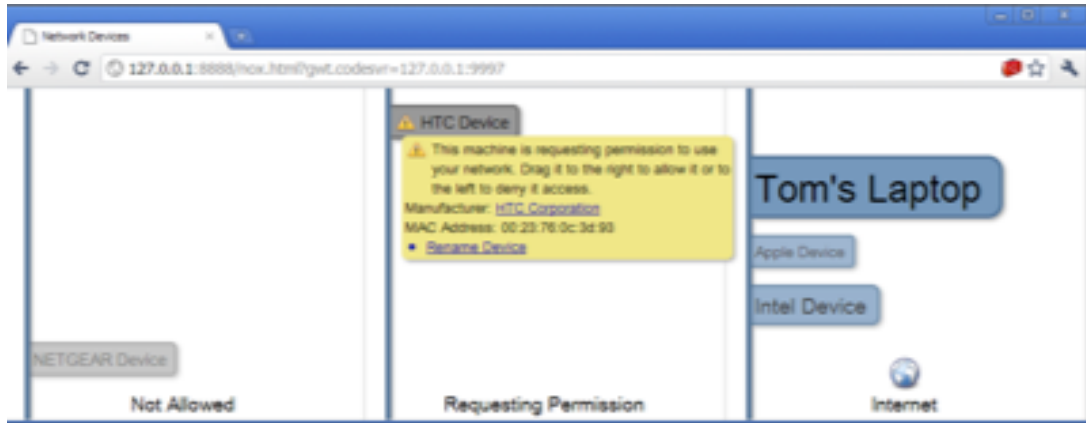 Network Devices
127.0.0.1:8888/nox.html?gwt.codesvr=127.0.0.1:9997
HTC Device
This machine is requesting permission to use
your network. Drag it to the right to allow it or to
the left to deny it access.
Manufacturer: HTC Corporation
MAC Address: 00:23:76:0c:3d:93
• Rename Device
Tom's Laptop
Apple Device
Intel Device
NETGEAR Device
Not Allowed
Requesting Permission
Internet